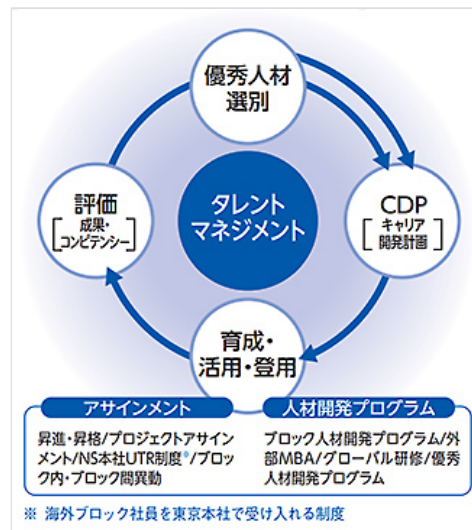 優秀人材
選別
評価
成果・
コンピテンシー
タレント
マネジメント
CDP
キャリア
開発計画
育成・
活用・登用
アサインメント
昇進・昇格/プロジェクトアサイン
メント/NS本社UTR制度※/ブロッ
ク内・ブロック間異動
人材開発プログラム
ブロック人材開発プログラム/外
部MBA/グローバル研修/優秀
人材開発プログラム
※ 海外ブロック社員を東京本社で受け入れる制度